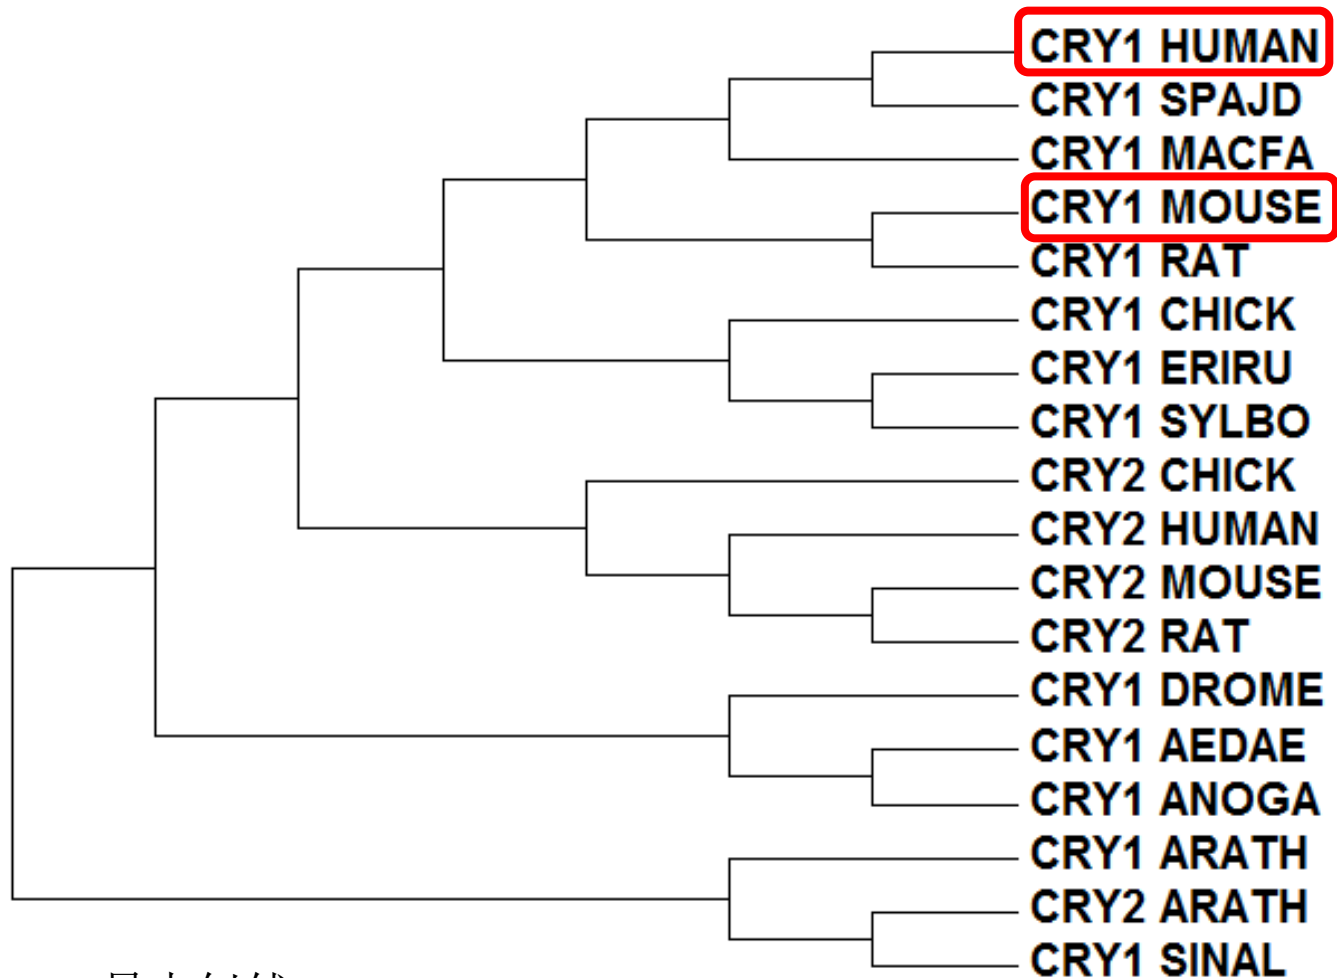 CRY1 HUMAN
CRY1 SPAJD
CRY1 MACFA
CRY1 MOUSE
CRY1 RAT
CRY1 CHICK
CRY1 ERIRU
CRY1 SYLBO
CRY2 CHICK
CRY2 HUMAN
CRY2 MOUSE
CRY2 RAT
CRY1 DROME
CRY1 AEDAE
CRY1 ANOGA
CRY1 ARATH
CRY2 ARATH
CRY1 SINAL